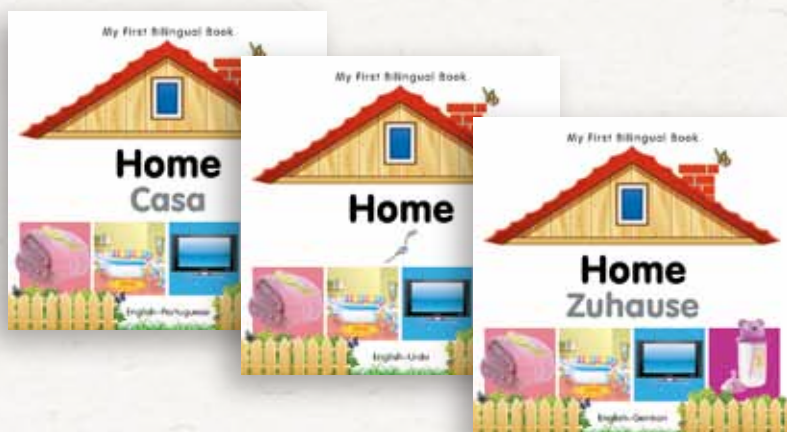 My First Bilingual Book
Home
Casa
English–Portuguese
My First Bilingual Book
Home
گھر
English–Urdu
My First Bilingual Book
Home
Zuhause
English–German